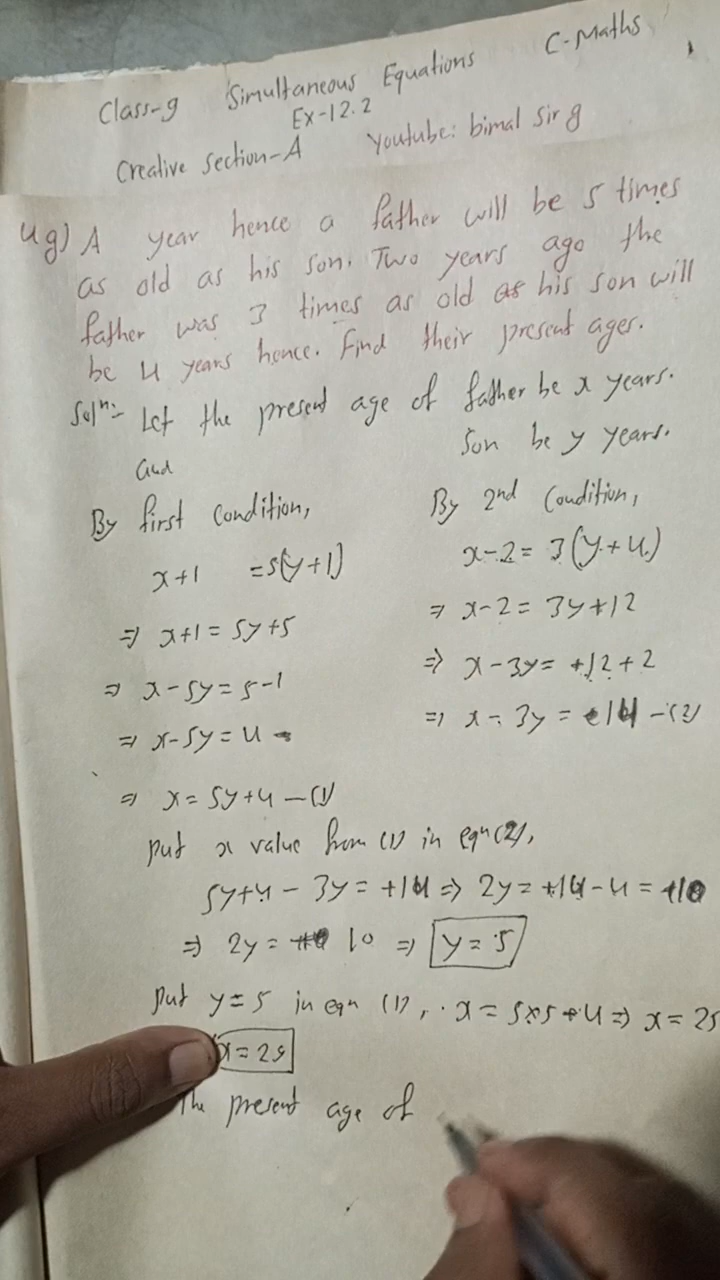 Class-9 Simultaneous Equations C-Maths
Ex-12.2
Creative Section-A Youtube: bimal Sir g
4g) A year hence a father will be 5 times
as old as his son. Two years ago the
father was 3 times as old as his son will
be 4 years hence. Find their present ages.
Solⁿ:- Let the present age of father be x years.
and Son be y years.
By first Condition, By 2nd Condition,
x+1 =5(y+1) x-2= 3(y+4)
⇒ x+1 = 5y+5 ⇒ x-2= 3y+12
⇒ x-5y= 5-1 ⇒ x-3y= +12+2
⇒ x-5y= 4 ⇒ x-3y = 14 -(2)
⇒ x= 5y+4 -(1)
put x value from (1) in eqn(2),
5y+4 - 3y= +14 ⇒ 2y= +14-4 = 10
⇒ 2y= 10 ⇒ y= 5
put y=5 in eqn (1), x= 5×5+4 ⇒ x= 2
x= 29
The present age of